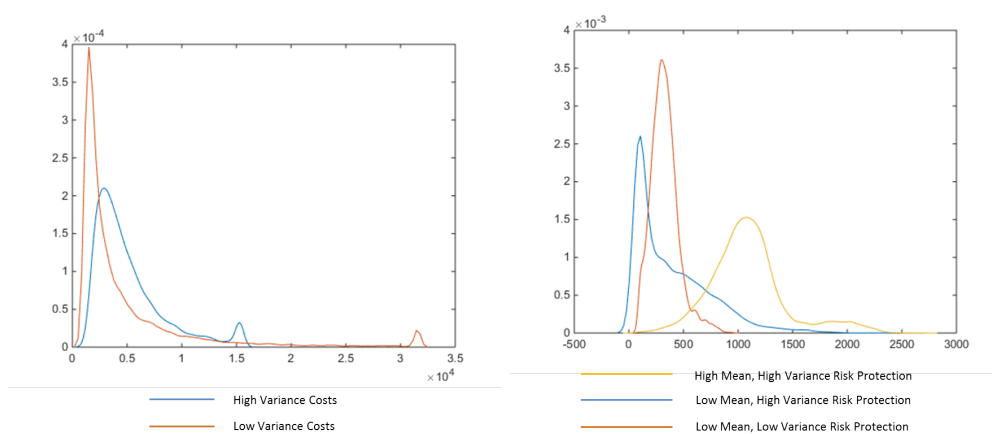 4 ×10⁻⁴
3.5
3
2.5
2
1.5
1
0.5
0
0 0.5 1 1.5 2 2.5 3 3.5
×10⁴
High Variance Costs
Low Variance Costs
4 ×10⁻³
3.5
3
2.5
2
1.5
1
0.5
0
-500 0 500 1000 1500 2000 2500 3000
High Mean, High Variance Risk Protection
Low Mean, High Variance Risk Protection
Low Mean, Low Variance Risk Protection